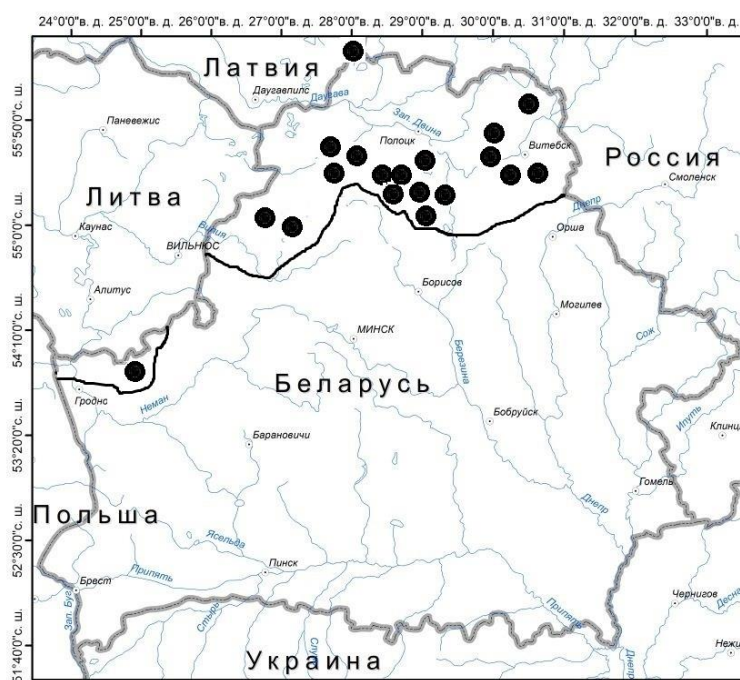 24°0'0"в. д. 25°0'0"в. д. 26°0'0"в. д. 27°0'0"в. д. 28°0'0"в. д. 29°0'0"в. д. 30°0'0"в. д. 31°0'0"в. д. 32°0'0"в. д. 33°0'0"в. д.
Латвия
Даугавпилс
Даугава
Паневежис
Зап. Двина
55°50'0"с. ш.
Полоцк
Витебск
Россия
Смоленск
Литва
Днепр
Каунас
Вилия
Орша
55°0'0"с. ш.
ВИЛЬНЮС
Алитус
Борисов
Могилев
54°10'0"с. ш.
МИНСК
Сож
Березина
Беларусь
Гродно
Неман
Ипуть
Бобруйск
Клинцы
53°20'0"с. ш.
Барановичи
Гомель
Днепр
Польша
Ясельда
52°30'0"с. ш.
Припять
Пинск
Брест
Зап. Буг
Стырь
Припять
Чернигов
Десна
51°40'0"с. ш.
Украина
Днепр